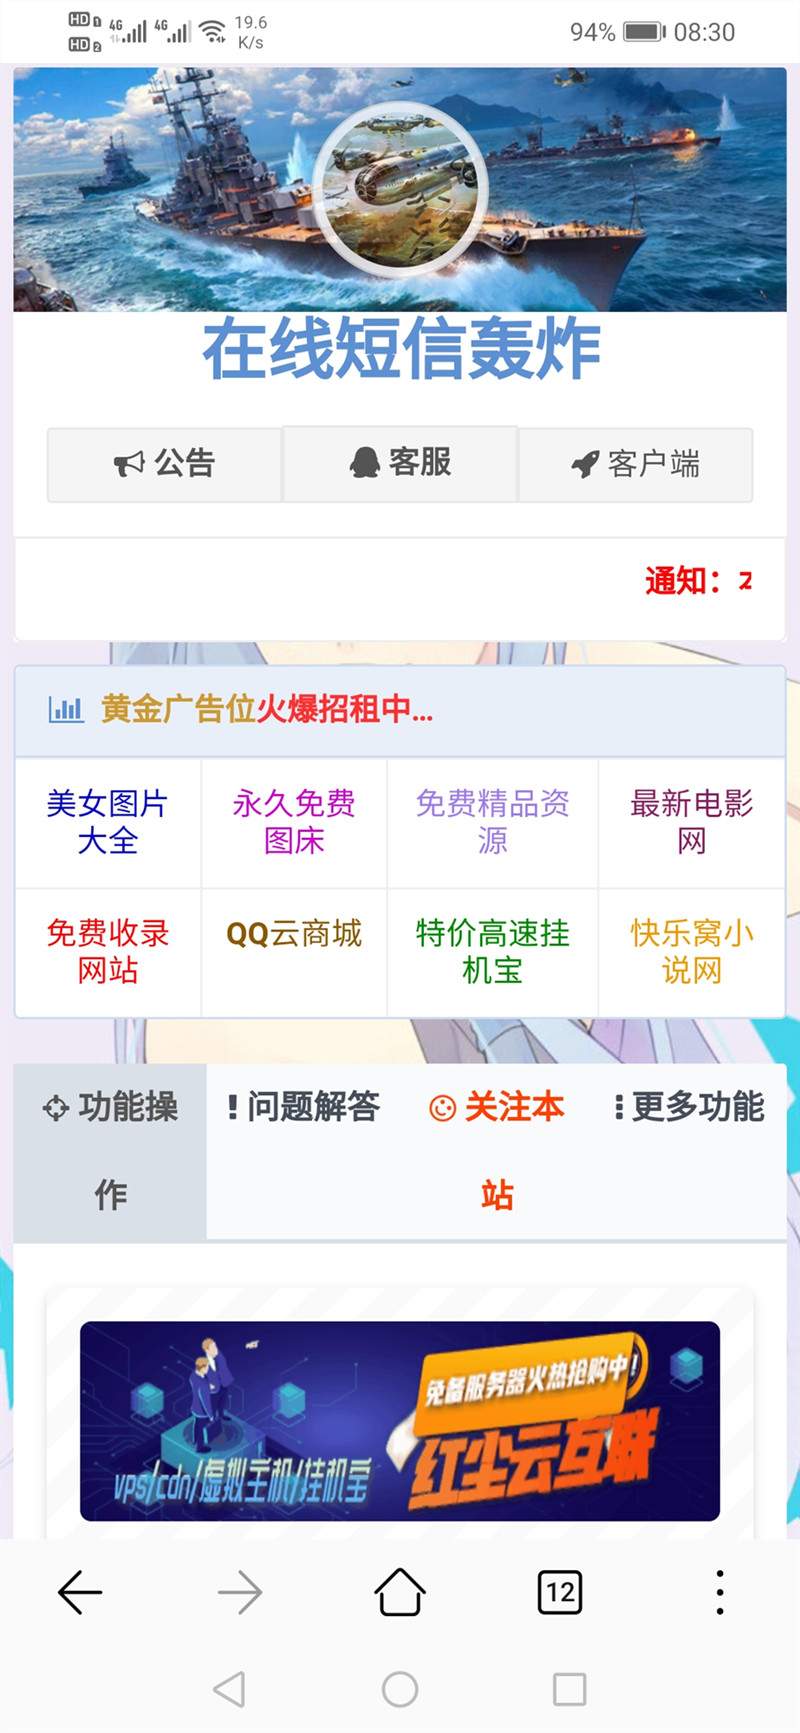 HD 1 4G 4G 19.6
HD 2 K/s
94% 08:30
在线短信轰炸
公告 客服 客户端
通知：
黄金广告位火爆招租中...
美女图片大全
永久免费图床
免费精品资源
最新电影网
免费收录网站
QQ云商城
特价高速挂机宝
快乐窝小说网
功能操作
问题解答
关注本站
更多功能
免备服务器火热抢购中!
红尘云互联
vps/cdn/虚拟主机/挂机宝
12